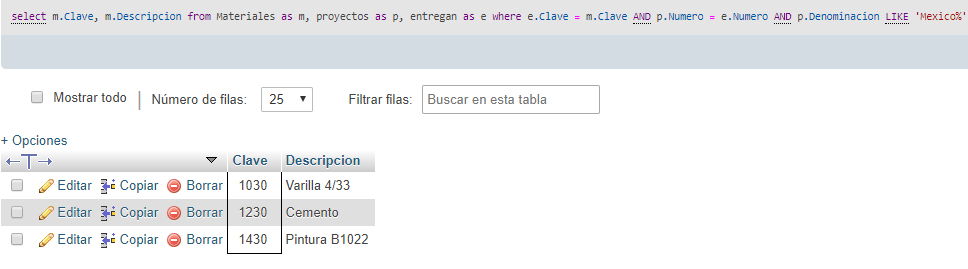 select m.Clave, m.Descripcion from Materiales as m, proyectos as p, entregan as e where e.Clave = m.Clave AND p.Numero = e.Numero AND p.Denominacion LIKE 'Mexico%'
Mostrar todo | Número de filas: 25 Filtrar filas: Buscar en esta tabla
+ Opciones
←T→ Clave Descripcion
Editar Copiar Borrar 1030 Varilla 4/33
Editar Copiar Borrar 1230 Cemento
Editar Copiar Borrar 1430 Pintura B1022